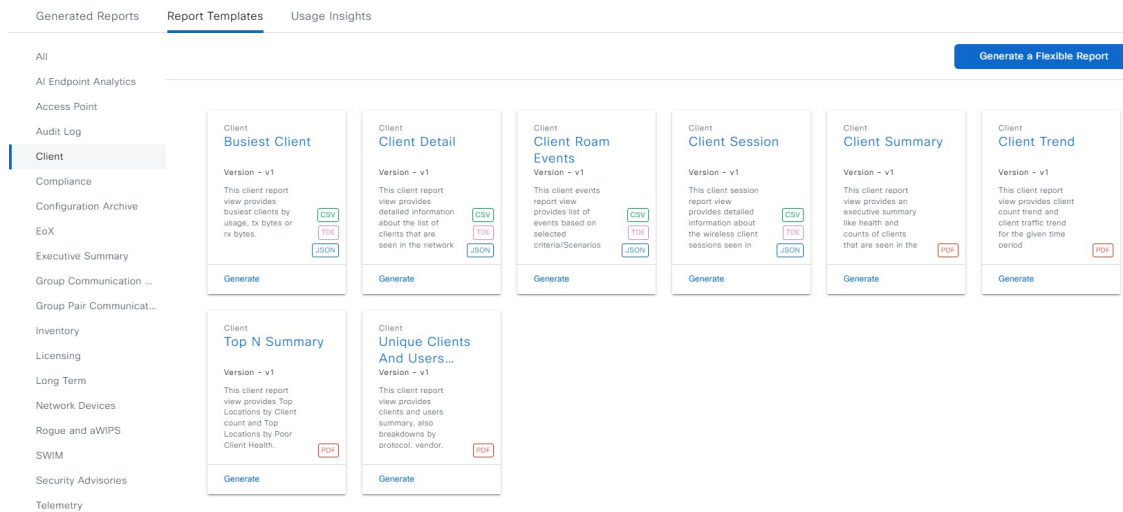 Generated Reports
Report Templates
Usage Insights
All
AI Endpoint Analytics
Access Point
Audit Log
Client
Compliance
Configuration Archive
EoX
Executive Summary
Group Communication ...
Group Pair Communicat...
Inventory
Licensing
Long Term
Network Devices
Rogue and aWIPS
SWIM
Security Advisories
Telemetry
Generate a Flexible Report
Client
Busiest Client
Version - v1
This client report
view provides
busiest clients by
usage, tx bytes or
rx bytes.
CSV
TDE
JSON
Generate
Client
Client Detail
Version - v1
This client report
view provides
detailed information
about the list of
clients that are
seen in the network
CSV
TDE
JSON
Generate
Client
Client Roam
Events
Version - v1
This client events
report view
provides list of
events based on
selected
criteria/Scenarios
CSV
TDE
JSON
Generate
Client
Client Session
Version - v1
This client session
report view
provides detailed
information about
the wireless client
sessions seen in
CSV
TDE
JSON
Generate
Client
Client Summary
Version - v1
This client report
view provides an
executive summary
like health and
counts of clients
that are seen in the
PDF
Generate
Client
Client Trend
Version - v1
This client report
view provides client
count trend and
client traffic trend
for the given time
period
PDF
Generate
Client
Top N Summary
Version - v1
This client report
view provides Top
Locations by Client
count and Top
Locations by Poor
Client Health.
PDF
Generate
Client
Unique Clients
And Users...
Version - v1
This client report
view provides
clients and users
summary, also
breakdowns by
protocol, vendor.
PDF
Generate